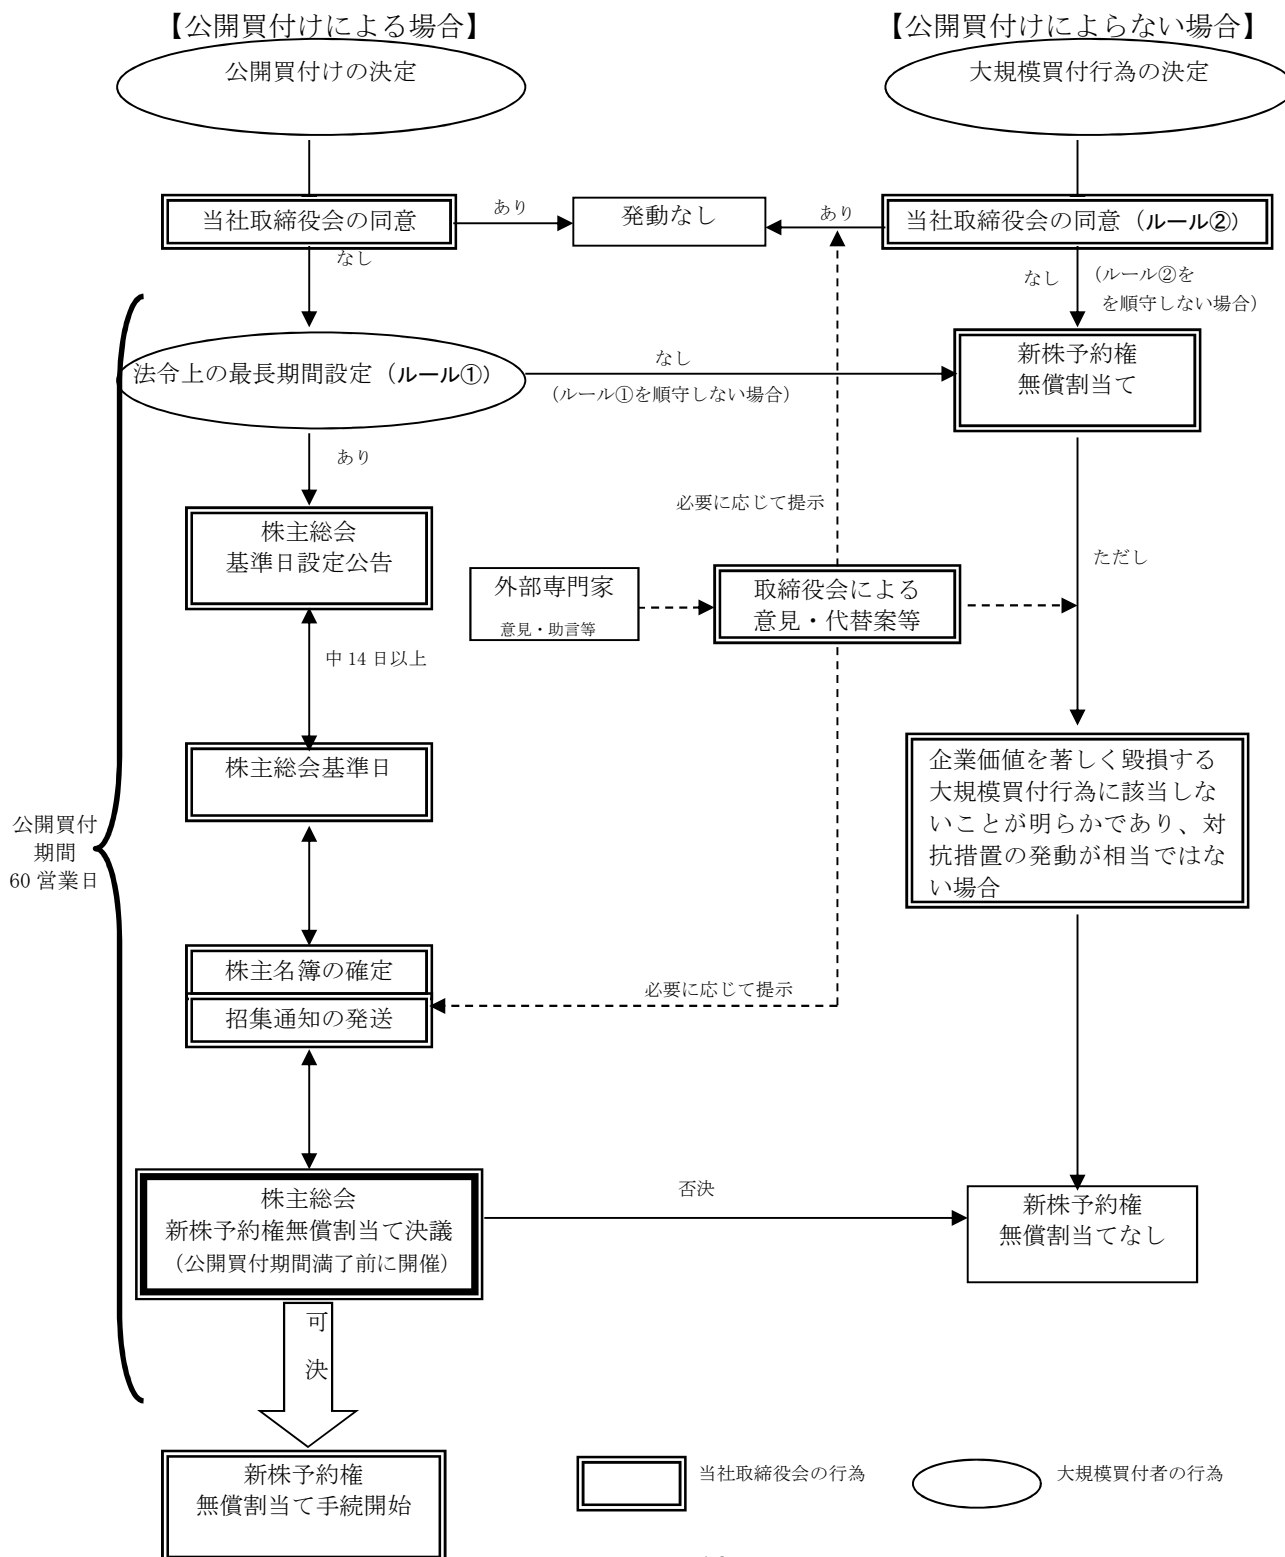 【公開買付けによる場合】
【公開買付けによらない場合】
公開買付けの決定
大規模買付行為の決定
当社取締役会の同意
あり
発動なし
あり
当社取締役会の同意（ルール②）
なし
なし
（ルール②を
を順守しない場合）
法令上の最長期間設定（ルール①）
なし
（ルール①を順守しない場合）
新株予約権
無償割当て
あり
必要に応じて提示
株主総会
基準日設定公告
外部専門家
意見・助言等
取締役会による
意見・代替案等
ただし
中 14 日以上
株主総会基準日
企業価値を著しく毀損する
大規模買付行為に該当しな
いことが明らかであり、対
抗措置の発動が相当ではな
い場合
公開買付
期間
60 営業日
株主名簿の確定
招集通知の発送
必要に応じて提示
株主総会
新株予約権無償割当て決議
（公開買付期間満了前に開催）
否決
新株予約権
無償割当てなし
可
決
新株予約権
無償割当て手続開始
当社取締役会の行為
大規模買付者の行為